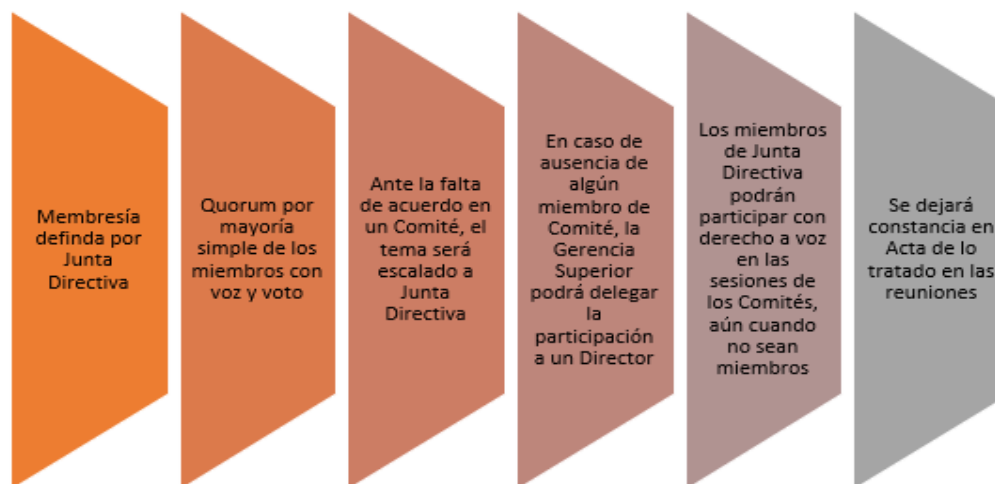 Membresía
definda por
Junta
Directiva
Quorum por
mayoría
simple de los
miembros con
voz y voto
Ante la falta
de acuerdo en
un Comité, el
tema será
escalado a
Junta
Directiva
En caso de
ausencia de
algún
miembro de
Comité, la
Gerencia
Superior
podrá delegar
la
participación
a un Director
Los miembros
de Junta
Directiva
podrán
participar con
derecho a voz
en las
sesiones de
los Comités,
aún cuando
no sean
miembros
Se dejará
constancia en
Acta de lo
tratado en las
reuniones